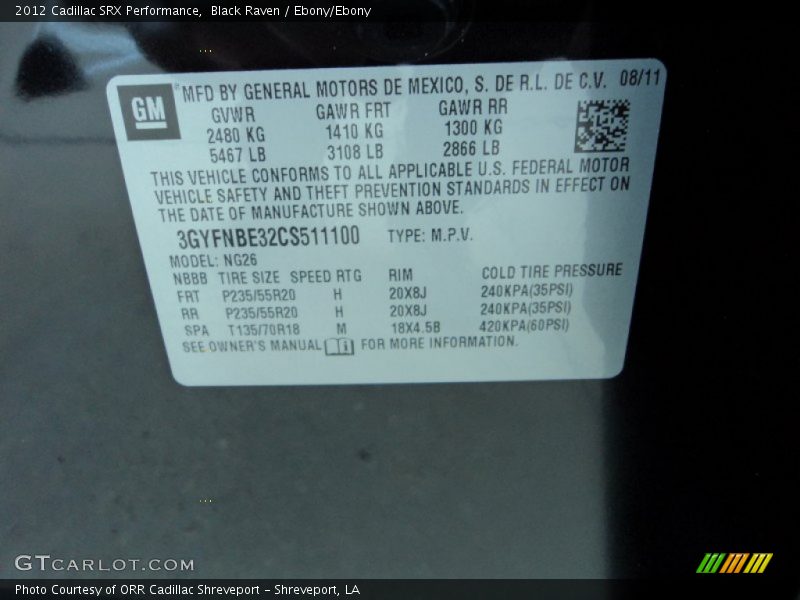 2012 Cadillac SRX Performance, Black Raven / Ebony/Ebony
GM
MFD BY GENERAL MOTORS DE MEXICO, S. DE R.L. DE C.V. 08/11
GVWR GAWR FRT GAWR RR
2480 KG 1410 KG 1300 KG
5467 LB 3108 LB 2866 LB
THIS VEHICLE CONFORMS TO ALL APPLICABLE U.S. FEDERAL MOTOR
VEHICLE SAFETY AND THEFT PREVENTION STANDARDS IN EFFECT ON
THE DATE OF MANUFACTURE SHOWN ABOVE.
3GYFNBE32CS511100 TYPE: M.P.V.
MODEL: NG26
NBBB TIRE SIZE SPEED RTG RIM COLD TIRE PRESSURE
FRT P235/55R20 H 20X8J 240KPA(35PSI)
RR P235/55R20 H 20X8J 240KPA(35PSI)
SPA T135/70R18 M 18X4.5B 420KPA(60PSI)
SEE OWNER'S MANUAL FOR MORE INFORMATION.
GTCARLOT.COM
Photo Courtesy of ORR Cadillac Shreveport - Shreveport, LA